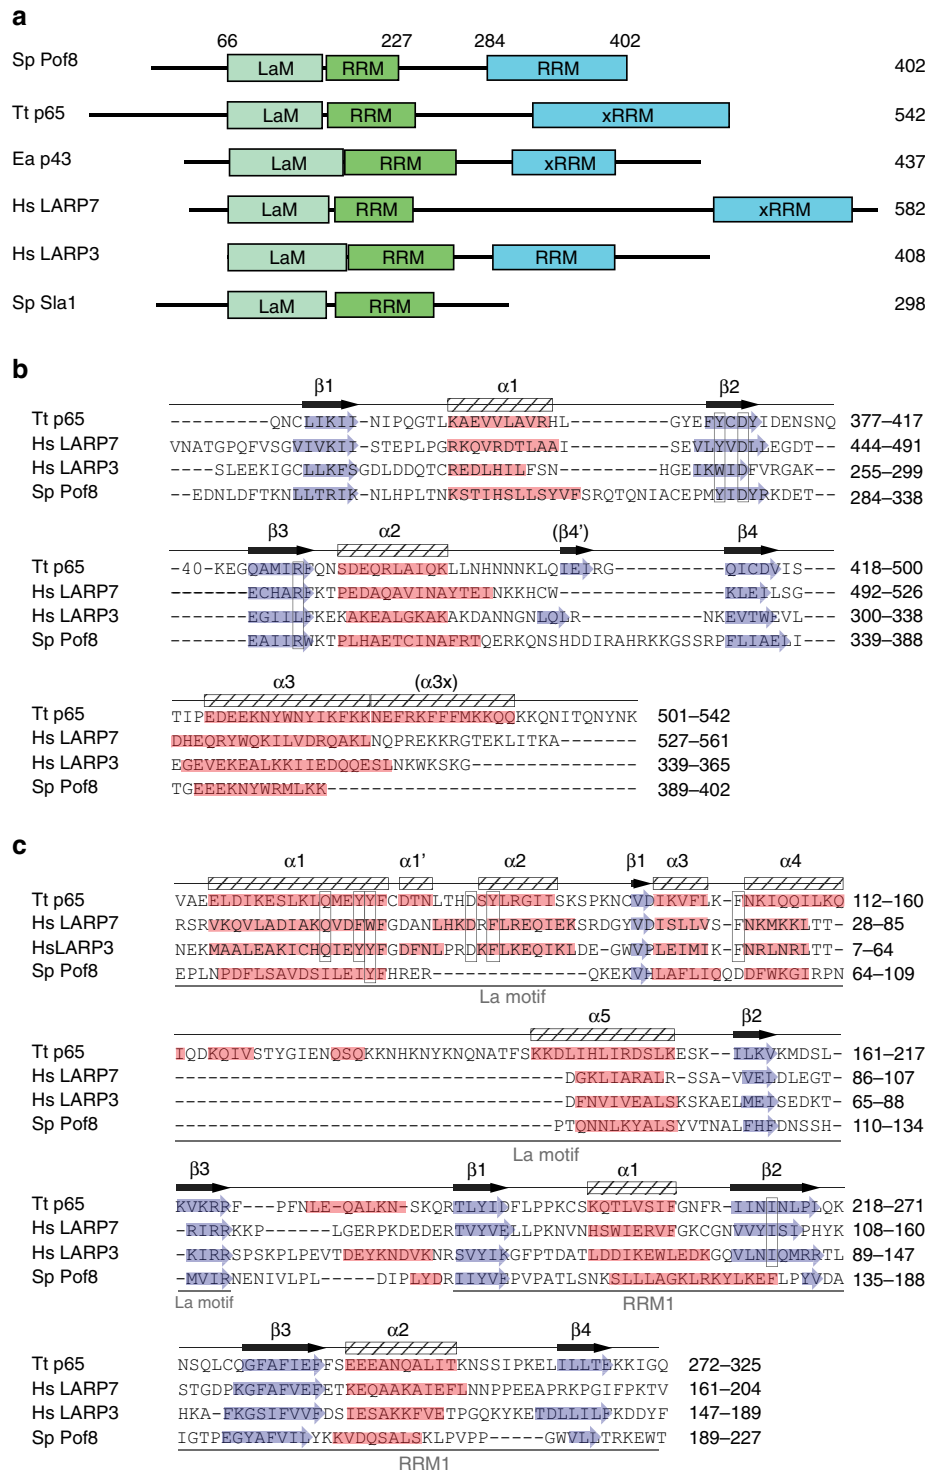 a
66 227 284 402
Sp Pof8 LaM RRM RRM 402
Tt p65 LaM RRM xRRM 542
Ea p43 LaM RRM xRRM 437
Hs LARP7 LaM RRM xRRM 582
Hs LARP3 LaM RRM RRM 408
Sp Sla1 LaM RRM 298
b
β1 α1 β2
Tt p65 ---------QNCLIKII-NIPQGTLKAEVVLAVRHL---------GYEFYCDYIDENSNQ 377–417
Hs LARP7 VNATGPQFVSGVIVKII-STEPLPGRKQVRDTLAAI---------SEVLYVDLLEGDT-- 444–491
Hs LARP3 ----SLEEKIGCLLKFSGDLDDQTCREDLHILFSN---------HGEIKWIDFVRGAK-- 255–299
Sp Pof8 --EDNLDFTKNLLTRIK-NLHPLTNKSTIHSLLSYVFSRQTQNIACEPMYIDYRKDET-- 284–338
β3 α2 (β4') β4
Tt p65 -40-KEGQAMIRFQNSDEQRLAIQKLLNHNNNKLQIEIRG----------QICDVIS--- 418–500
Hs LARP7 -------ECHARFKTPEDAQAVINAYTEINKKHCW---------------KLEILSG--- 492–526
Hs LARP3 -------EGIILFKEKAKEALGKAKAKDANNGNLQLR-----------NKEVTWEVL--- 300–338
Sp Pof8 -------EAIIRWKTPLHAETCINAFRTQERKQNSHDDIRAHRKKGSSRPFLIAELI--- 339–388
α3 (α3x)
Tt p65 TIPEDEEKNYWNYIKFKKNEFRKFFFMKKQQKKQNITQNYNK 501–542
Hs LARP7 DHEQRYWQKILVDRQAKLNQPREKKRGTEKLITKA------- 527–561
Hs LARP3 EGEVEKEALKKIIEDQQESLNKWKSKG--------------- 339–365
Sp Pof8 TGEEEKNYWRMLKK---------------------------- 389–402
c
α1 α1' α2 β1 α3 α4
Tt p65 VAEELDIKESLKLQMEYYFCDTNLTHDSYLRGIISKSPKNCVDIKVFLK-FNKIQQILKQ 112–160
Hs LARP7 RSRVKQVLADIAKQVDFWFGDANLHKDRFLREQIEKSRDGYVDISLLVS-FNKMKKLTT- 28–85
HsLARP3 NEKMAALEAKICHQIEYYFGDFNLPRDKFLREQIKLDE-GWVPLEIMIK-FNRLNRLTT- 7–64
Sp Pof8 EPLNPDFLSAVDSILEIYFHRER--------------QKEKVHLAFLIQQDDFWKGIRPN 64–109
La motif
α5 β2
Tt p65 IQDKQIVSTYGIENQSQKKNHKNYKNQNATFSKKDLIHLIRDSLKESK--ILKVKMDSL- 161–217
Hs LARP7 -----------------------------------DGKLIARALR-SSA-VVELDLEGT- 86–107
Hs LARP3 -----------------------------------DFNVIVEALSKSKAELMEISEDKT- 65–88
Sp Pof8 ----------------------------------PTQNNLKYALSYVTNALFHFDNSSH- 110–134
La motif
β3 β1 α1 β2
Tt p65 KVKRRF---PFNLE-QALKN-SKQRTLYIDFLPPKCSKQTLVSIFGNFR-IINI​NLPLQK 218–271
Hs LARP7 -RIRRKKP----LGERPKDEDERTVYVELLPKNVNHSWIERVFGKCGNVVYISIPHYK 108–160
Hs LARP3 -KIRRSPSKPLPEVTDEYKNDVKNRSVYIKGFPTDATLDDIKEWLEDKGQVLNIQMRRTL 89–147
Sp Pof8 -MVIRNENIVLPL-----DIPLYDRIIYVEPVPATLSNKSLLLAGKLRKYLKEFLPYVDA 135–188
La motif RRM1
β3 α2 β4
Tt p65 NSQLCQGFAFIEFFSEEEANQALITKNSSIPKELILLTEKKIGQ 272–325
Hs LARP7 STGDPKGFAFVEFETKEQAAKAIEFLNNPPEEAPRKPGIFPKTV 161–204
Hs LARP3 HKA-FKGSIFVVFDSIESAKKFVETPGQKYKETDLLILFKDDYF 147–189
Sp Pof8 IGTPEGYAFVILYKKVDQSALSKLPVPP-----GWVLLTRKEWT 189–227
RRM1